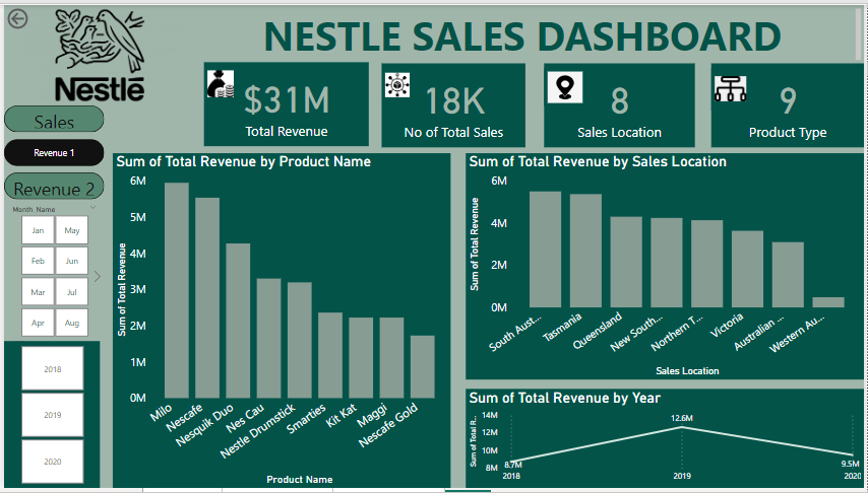 NESTLE SALES DASHBOARD
Nestlé
$31M
Total Revenue
18K
No of Total Sales
8
Sales Location
9
Product Type
Sales
Revenue 1
Revenue 2
Month_Name
Jan
May
Feb
Jun
Mar
Jul
Apr
Aug
2018
2019
2020
Sum of Total Revenue by Product Name
Sum of Total Revenue
6M
5M
4M
3M
2M
1M
0M
Milo
Nescafe
Nesquik Duo
Nes Cau
Nestle Drumstick
Smarties
Kit Kat
Maggi
Nescafe Gold
Product Name
Sum of Total Revenue by Sales Location
Sum of Total Revenue
6M
4M
2M
0M
South Aust...
Tasmania
Queensland
New South...
Northern T...
Victoria
Australian ...
Western Au...
Sales Location
Sum of Total Revenue by Year
Sum of Total R...
14M
12M
10M
8M
8.7M
12.6M
9.5M
2018
2019
2020